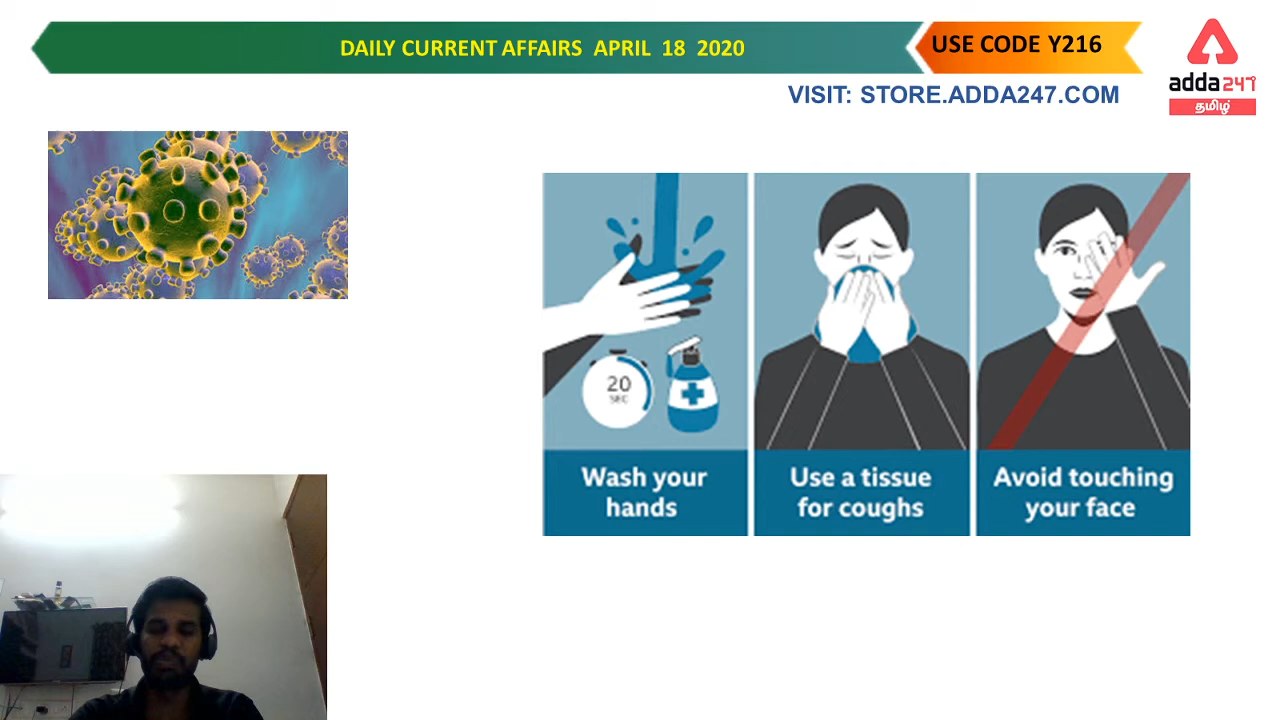 DAILY CURRENT AFFAIRS APRIL 18 2020
USE CODE Y216
VISIT: STORE.ADDA247.COM
adda247
தமிழ்
20
SEC
Wash your
hands
Use a tissue
for coughs
Avoid touching
your face